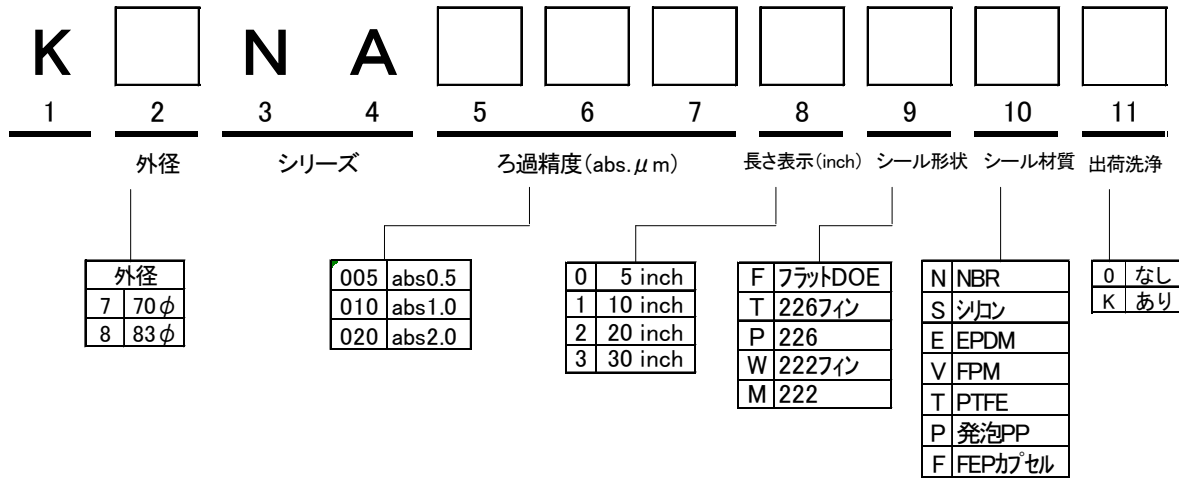 K N A
1 2 3 4 5 6 7 8 9 10 11
外径 シリーズ ろ過精度(abs.μm) 長さ表示(inch) シール形状 シール材質 出荷洗浄
外径
7 70φ
8 83φ
005 abs0.5
010 abs1.0
020 abs2.0
0 5 inch
1 10 inch
2 20 inch
3 30 inch
F フラットDOE
T 226フィン
P 226
W 222フィン
M 222
N NBR
S シリコン
E EPDM
V FPM
T PTFE
P 発泡PP
F FEPカプセル
0 なし
K あり